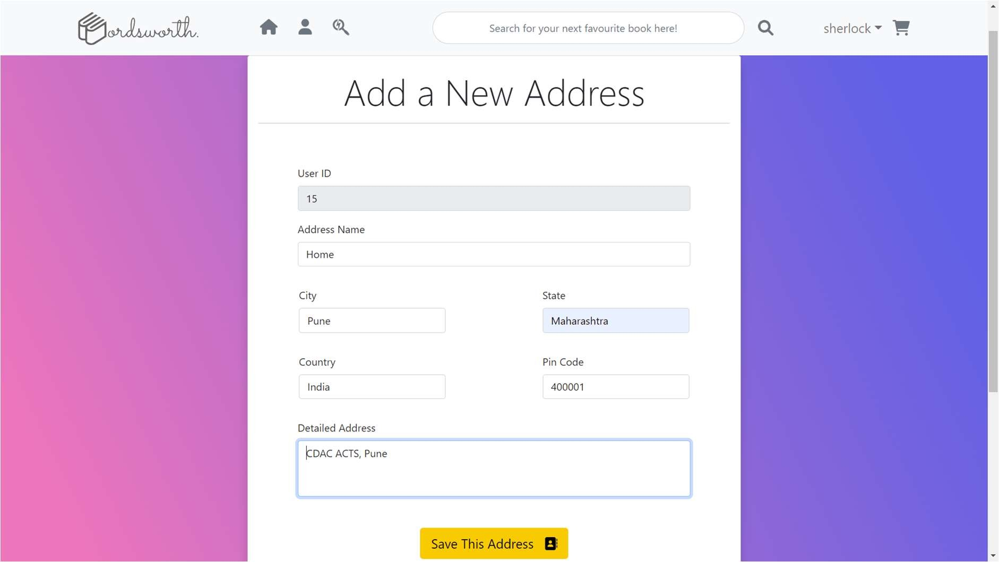 ordsworth.
Search for your next favourite book here!
sherlock
Add a New Address
User ID
15
Address Name
Home
City
State
Pune
Maharashtra
Country
Pin Code
India
400001
Detailed Address
CDAC ACTS, Pune
Save This Address